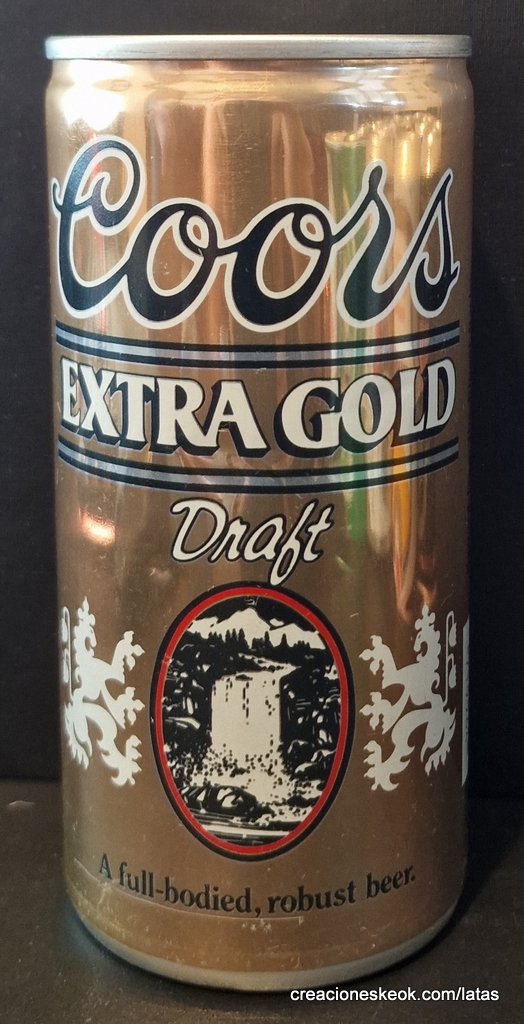 Coors
EXTRA GOLD
Draft
A full-bodied, robust beer.
creacioneskeok.com/latas